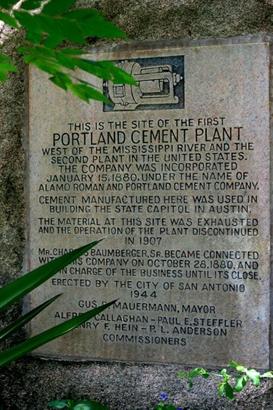 THIS IS THE SITE OF THE FIRST
PORTLAND CEMENT PLANT
WEST OF THE MISSISSIPPI RIVER AND THE
SECOND PLANT IN THE UNITED STATES.
THE COMPANY WAS INCORPORATED
JANUARY 15, 1880, UNDER THE NAME OF
ALAMO ROMAN AND PORTLAND CEMENT COMPANY.
CEMENT MANUFACTURED HERE WAS USED IN
BUILDING THE STATE CAPITOL IN AUSTIN.
THE MATERIAL AT THIS SITE WAS EXHAUSTED
AND THE OPERATION OF THE PLANT DISCONTINUED
IN 1907
MR. CHARLES BAUMBERGER, SR. BECAME CONNECTED
WITH THIS COMPANY ON OCTOBER 28, 1880, AND
IN CHARGE OF THE BUSINESS UNTIL ITS CLOSE.
ERECTED BY THE CITY OF SAN ANTONIO
1944
GUS B. MAUERMANN, MAYOR
ALFRED CALLAGHAN - PAUL E. STEFFLER
HENRY F. HEIN - P. L. ANDERSON
COMMISSIONERS